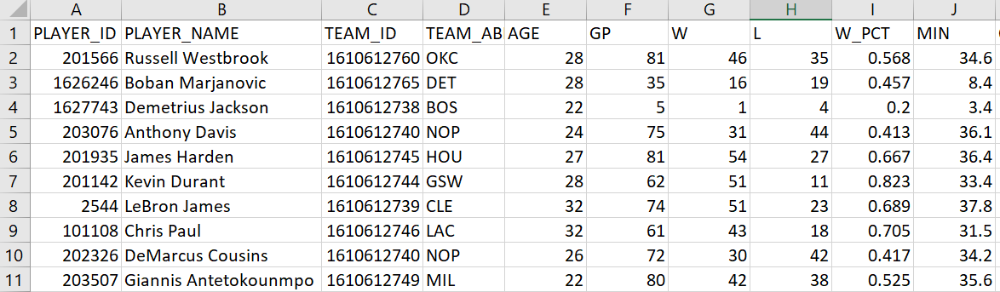 A B C D E F G H I J
1 PLAYER_ID PLAYER_NAME TEAM_ID TEAM_AB AGE GP W L W_PCT MIN
2 201566 Russell Westbrook 1610612760 OKC 28 81 46 35 0.568 34.6
3 1626246 Boban Marjanovic 1610612765 DET 28 35 16 19 0.457 8.4
4 1627743 Demetrius Jackson 1610612738 BOS 22 5 1 4 0.2 3.4
5 203076 Anthony Davis 1610612740 NOP 24 75 31 44 0.413 36.1
6 201935 James Harden 1610612745 HOU 27 81 54 27 0.667 36.4
7 201142 Kevin Durant 1610612744 GSW 28 62 51 11 0.823 33.4
8 2544 LeBron James 1610612739 CLE 32 74 51 23 0.689 37.8
9 101108 Chris Paul 1610612746 LAC 32 61 43 18 0.705 31.5
10 202326 DeMarcus Cousins 1610612740 NOP 26 72 30 42 0.417 34.2
11 203507 Giannis Antetokounmpo 1610612749 MIL 22 80 42 38 0.525 35.6